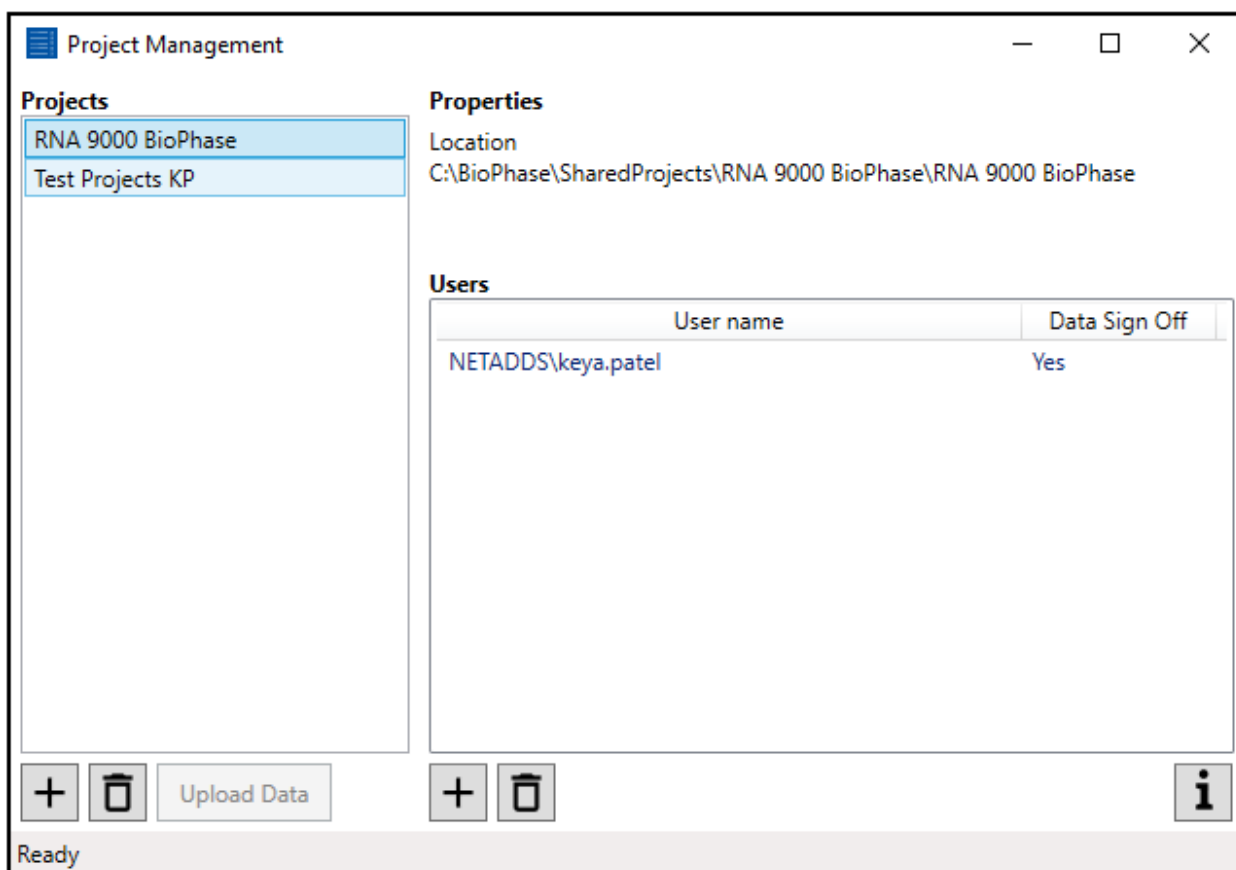 Project Management
Projects
RNA 9000 BioPhase
Test Projects KP
Upload Data
Properties
Location
C:\BioPhase\SharedProjects\RNA 9000 BioPhase\RNA 9000 BioPhase
Users
User name Data Sign Off
NETADDS\keya.patel Yes
Ready